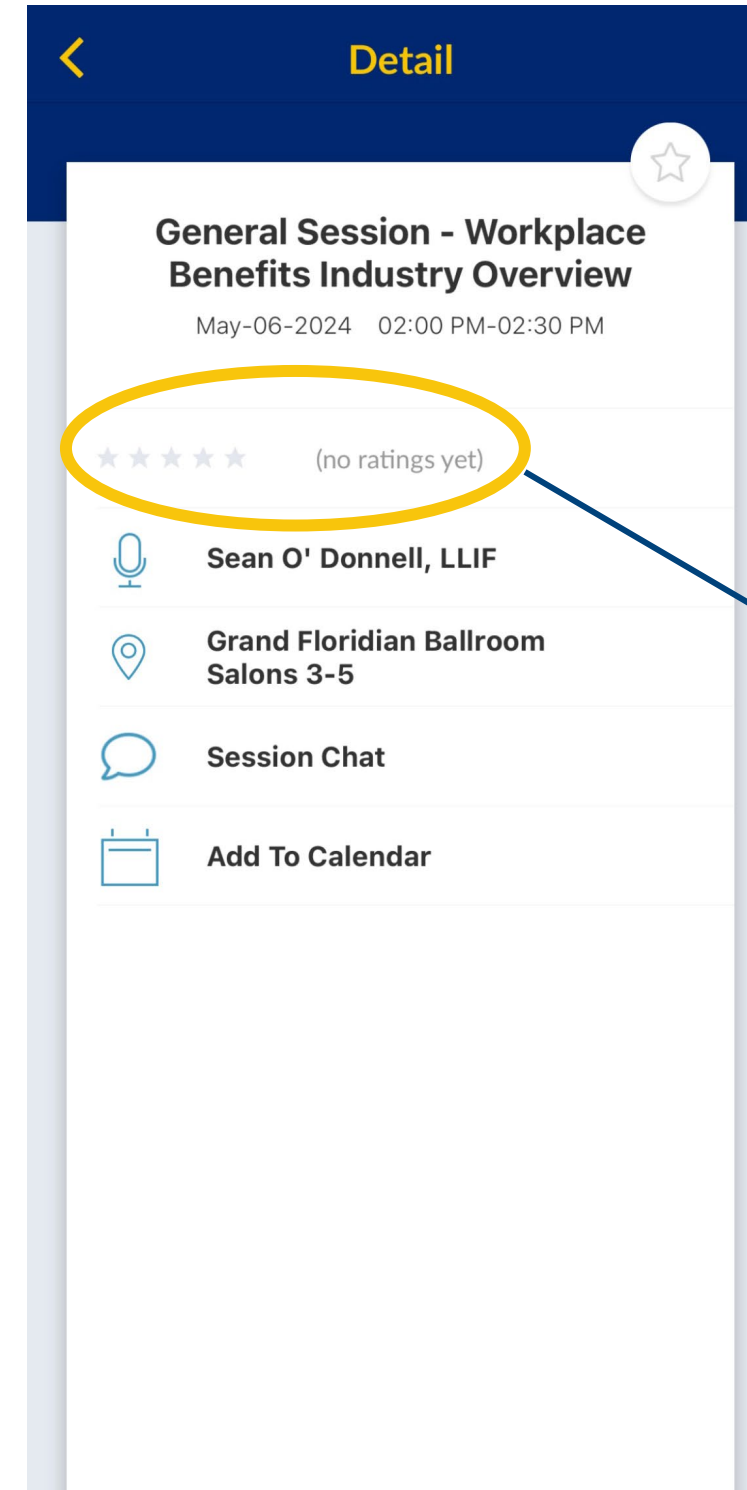 Detail
General Session - Workplace
Benefits Industry Overview
May-06-2024 02:00 PM-02:30 PM
(no ratings yet)
Sean O' Donnell, LLIF
Grand Floridian Ballroom
Salons 3-5
Session Chat
Add To Calendar